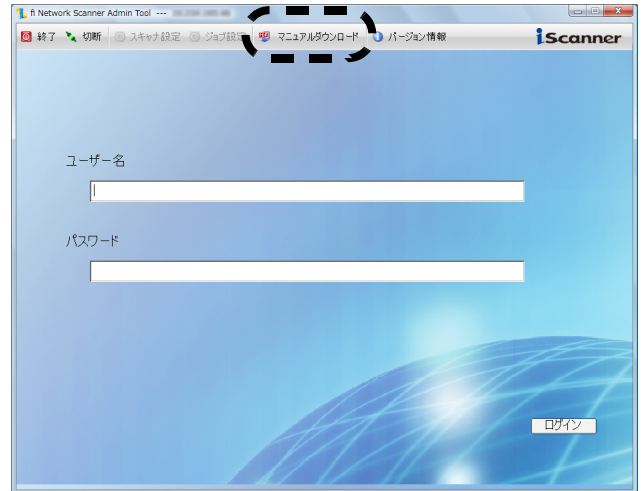 fi Network Scanner Admin Tool ---
終了 切断 スキャナ設定 ジョブ設定 マニュアルダウンロード バージョン情報 iScanner
ユーザー名
パスワード
ログイン